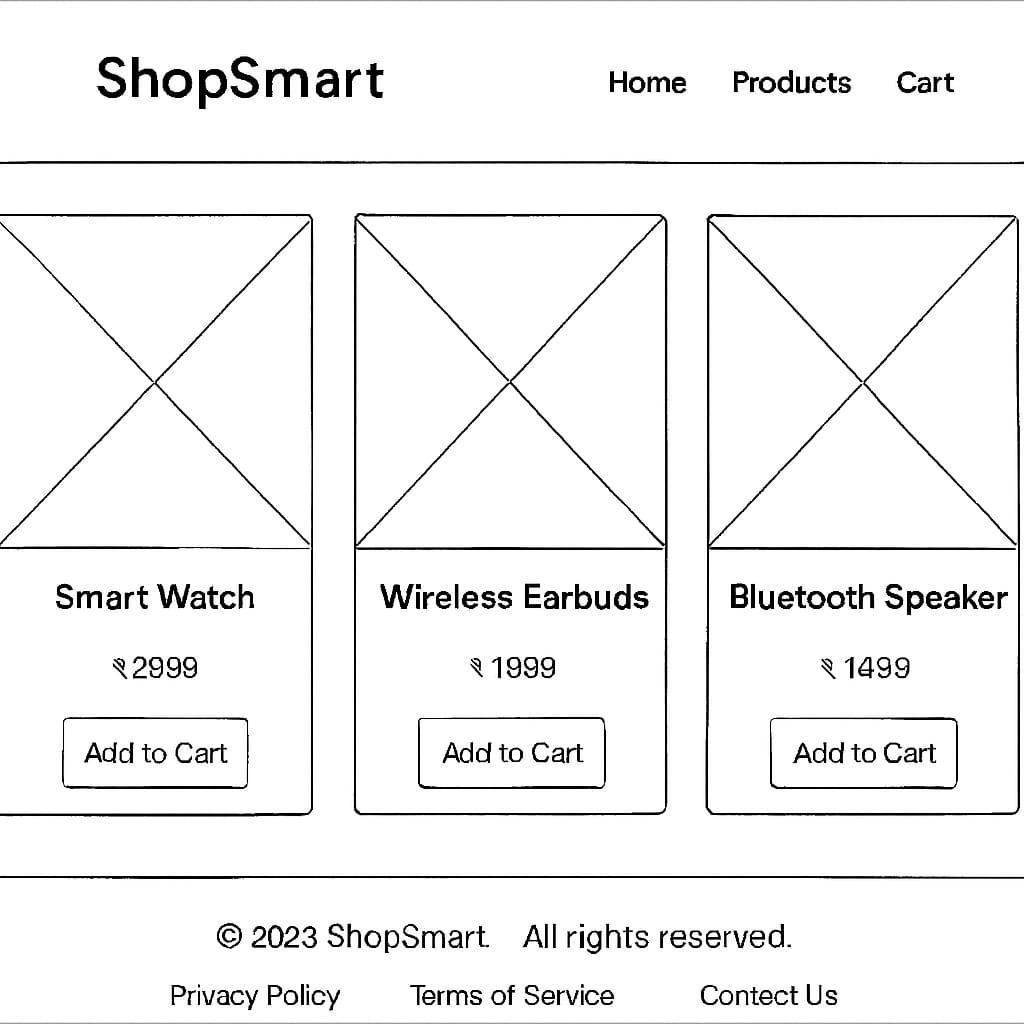 ShopSmart
Home Products Cart
Smart Watch
Wireless Earbuds
Bluetooth Speaker
2999
1999
1499
Add to Cart
Add to Cart
Add to Cart
© 2023 ShopSmart. All rights reserved.
Privacy Policy Terms of Service Contect Us